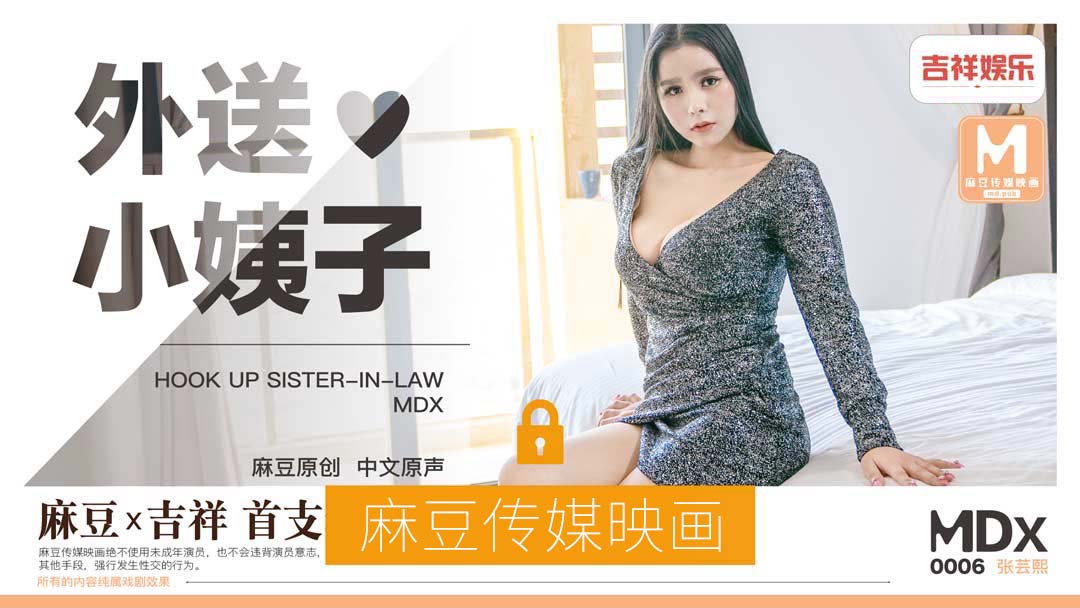 外送
小姨子
HOOK UP SISTER-IN-LAW
MDX
麻豆原创 中文原声
吉祥娱乐
M
麻豆传媒映画
md.pub
麻豆x吉祥 首支
麻豆传媒映画
麻豆传媒映画绝不使用未成年演员，也不会违背演员意志，
其他手段，强行发生性交的行为。
所有的内容纯属戏剧效果
MDX
0006 张芸熙